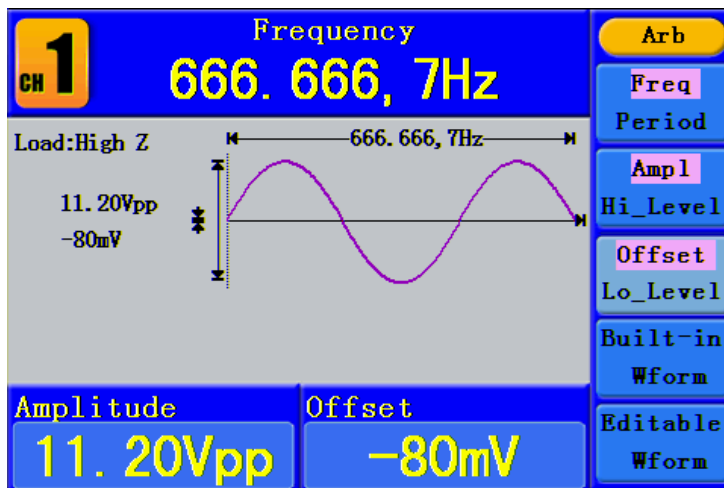 CH 1
Frequency
666. 666, 7Hz
Load:High Z
666. 666, 7Hz
11. 20Vpp
-80mV
Amplitude
11. 20Vpp
Offset
-80mV
Arb
Freq
Period
Ampl
Hi_Level
Offset
Lo_Level
Built-in
Wform
Editable
Wform